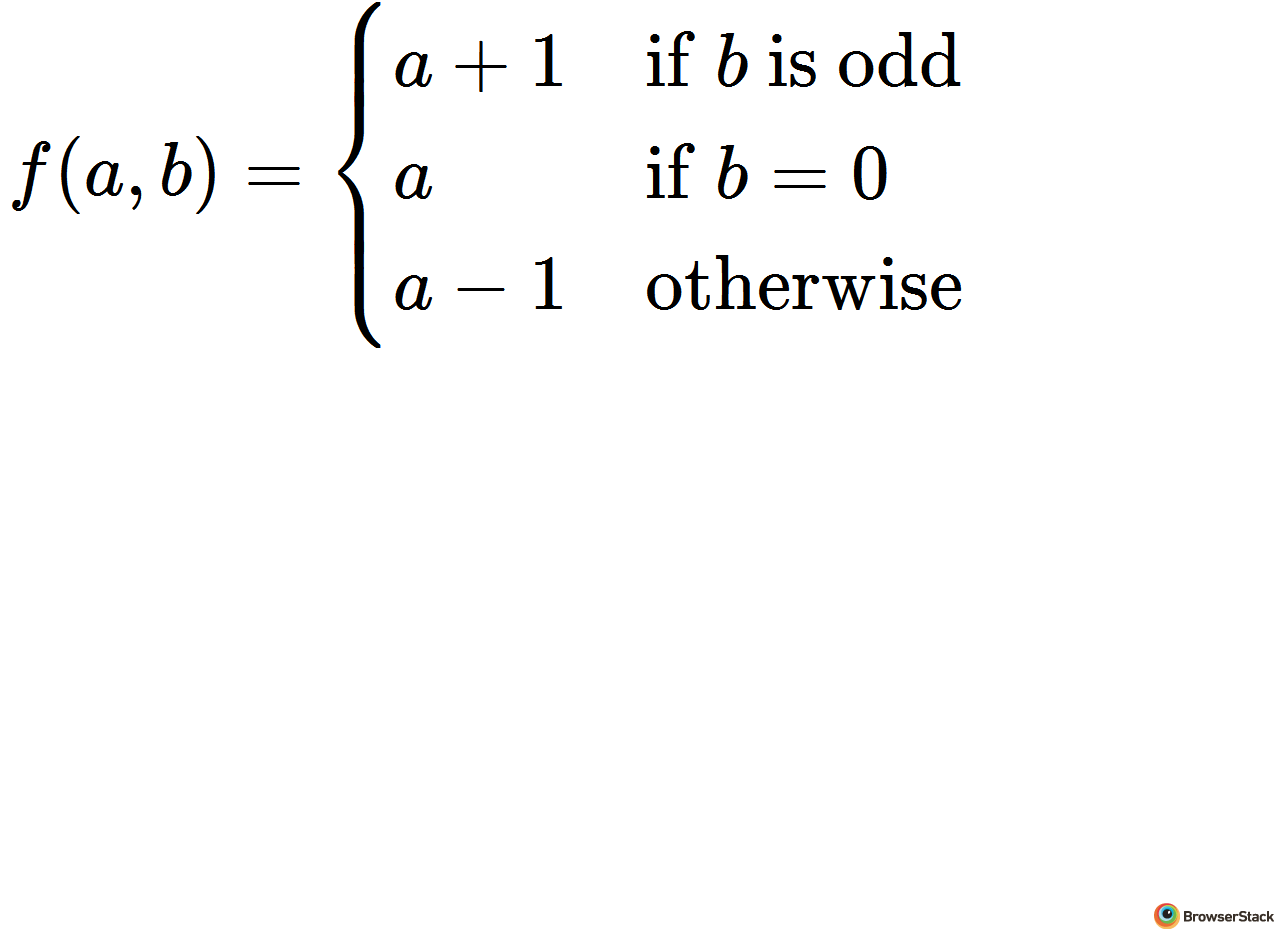 f(a, b) = { a + 1 if b is odd
a if b = 0
a − 1 otherwise
BrowserStack